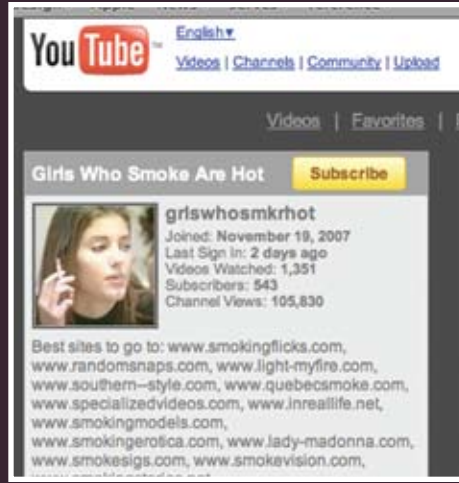 YouTube™
English▼
Videos | Channels | Community | Upload
Videos | Favorites |
Girls Who Smoke Are Hot
Subscribe
grlswhosmkrhot
Joined: November 19, 2007
Last Sign In: 2 days ago
Videos Watched: 1,351
Subscribers: 543
Channel Views: 105,830
Best sites to go to: www.smokingflicks.com,
www.randomsnaps.com, www.light-myfire.com,
www.southern--style.com, www.quebecsmoke.com,
www.specializedvideos.com, www.inreallife.net,
www.smokingmodels.com,
www.smokingerotica.com, www.lady-madonna.com,
www.smokesigs.com, www.smokevision.com,